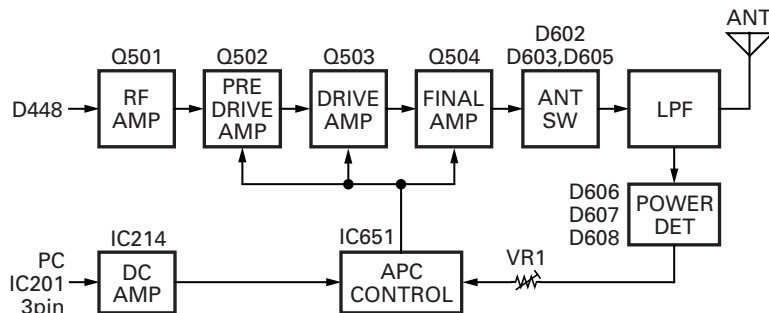 ANT
D602
D603,D605
Q501
Q502
Q503
Q504
D448
RF
AMP
PRE
DRIVE
AMP
DRIVE
AMP
FINAL
AMP
ANT
SW
LPF
D606
D607
D608
POWER
DET
IC214
IC651
VR1
PC
IC201
3pin
DC
AMP
APC
CONTROL